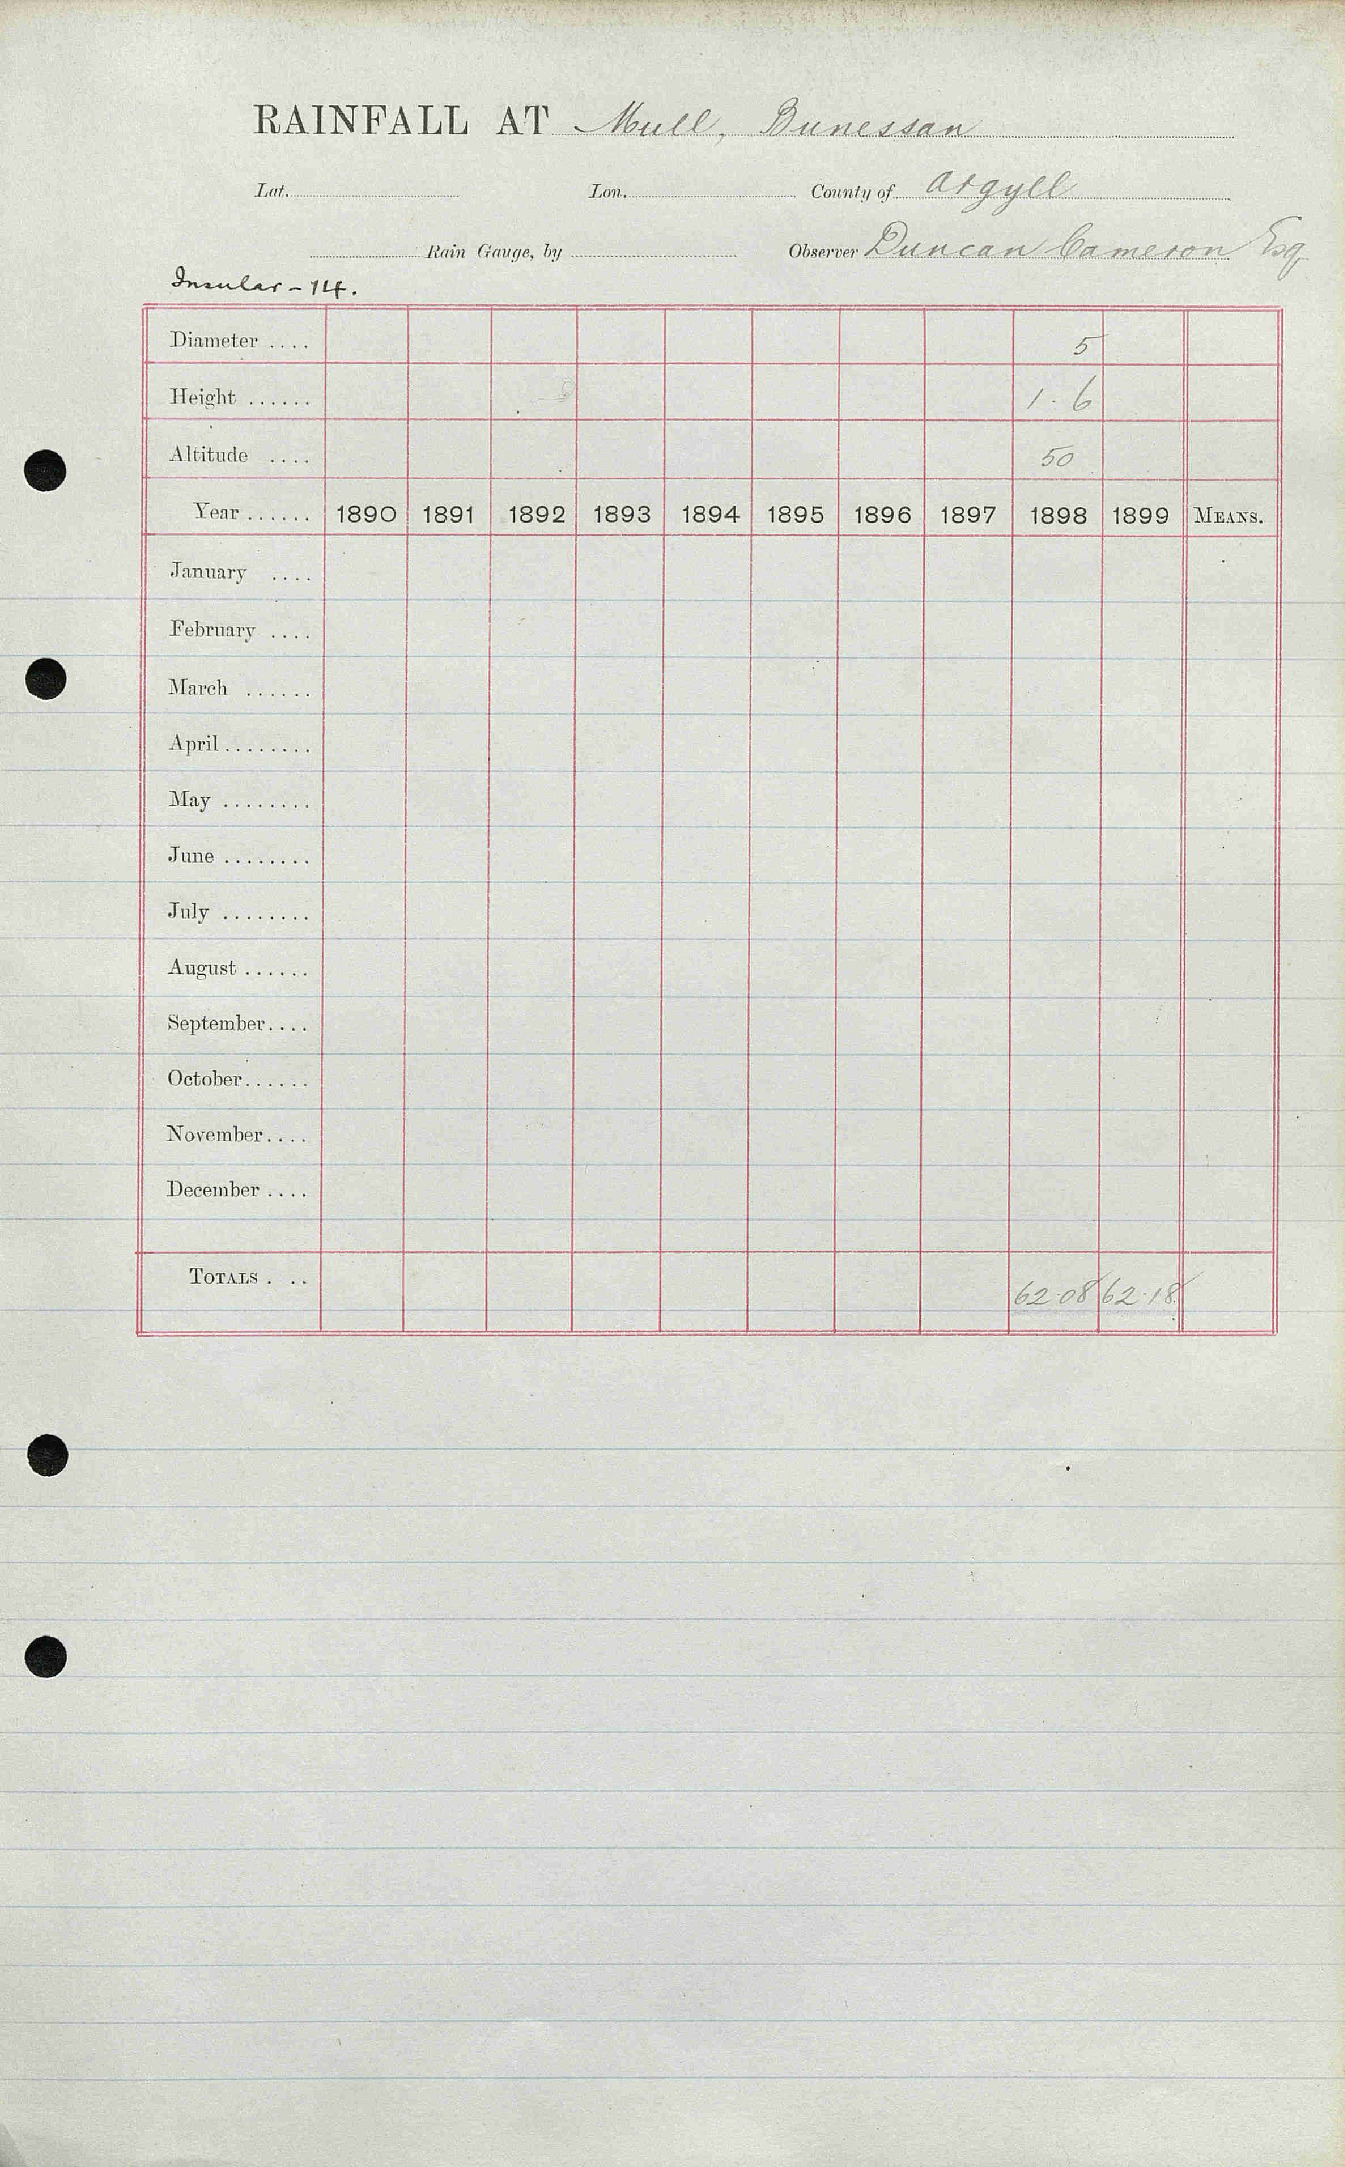 RAINFALL AT Mull, Bunessan
Lat. Lon. County of Argyll
Rain Gauge, by Observer Duncan Cameron Esq
Insular - 14.
Diameter .... 5
Height ...... 1.6
Altitude .... 50
Year ...... 1890 1891 1892 1893 1894 1895 1896 1897 1898 1899 MEANS.
January ....
February ....
March ......
April ........
May ........
June ........
July ........
August ......
September ....
October ......
November ....
December ....
TOTALS . .. 62.08 62.18